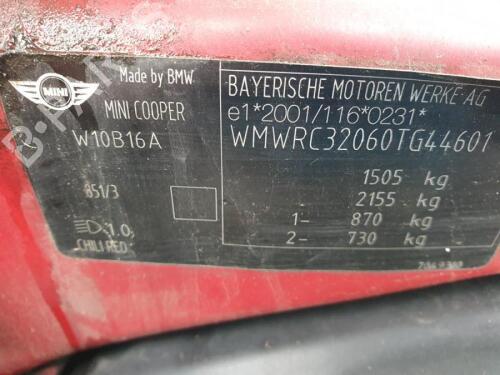 MINI
Made by BMW
MINI COOPER
W10B16A
851/3
1.0
CHILI RED
BAYERISCHE MOTOREN WERKE AG
e1*2001/116*0231*
WMWRC32060TG44601
1505 kg
2155 kg
1- 870 kg
2- 730 kg